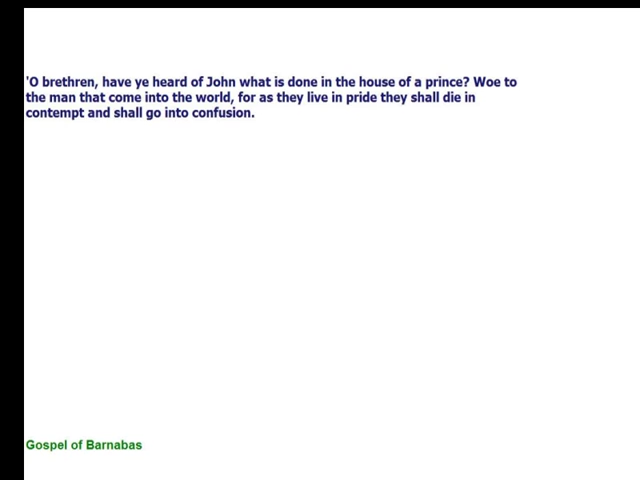 'O brethren, have ye heard of John what is done in the house of a prince? Woe to
the man that come into the world, for as they live in pride they shall die in
contempt and shall go into confusion.
Gospel of Barnabas